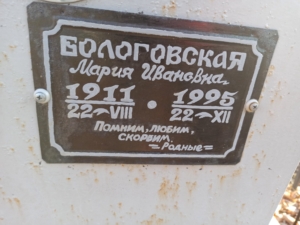 БОЛОГОВСКАЯ
Мария Ивановна.
1911 • 1995
22-VIII 22-XII
Помним, любим,
скорбим.
=Родные=